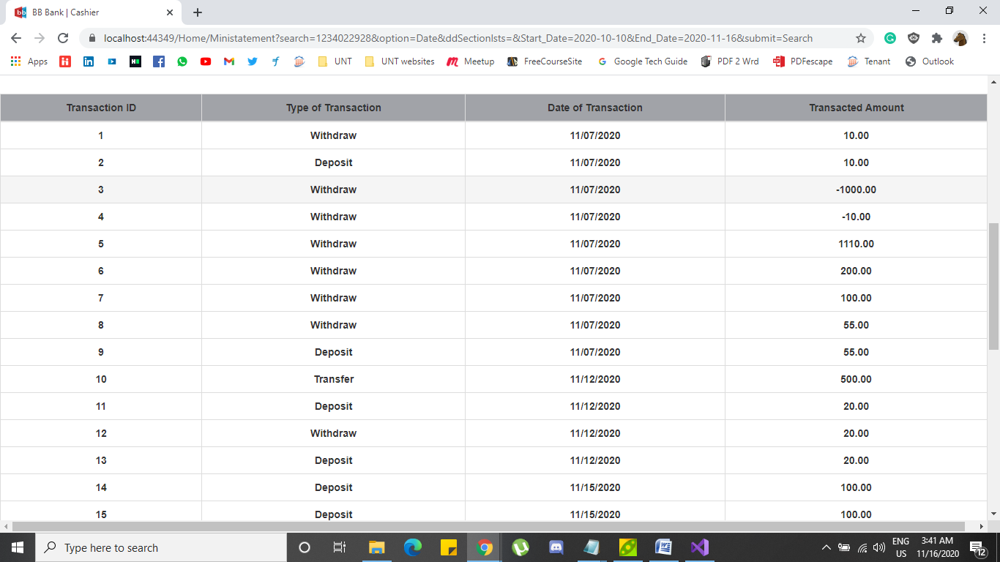 BB Bank | Cashier
localhost:44349/Home/Ministatement?search=1234022928&option=Date&ddSectionlsts=&Start_Date=2020-10-10&End_Date=2020-11-16&submit=Search
Apps UNT UNT websites Meetup FreeCourseSite Google Tech Guide PDF 2 Wrd PDFescape Tenant Outlook
Transaction ID Type of Transaction Date of Transaction Transacted Amount
1 Withdraw 11/07/2020 10.00
2 Deposit 11/07/2020 10.00
3 Withdraw 11/07/2020 -1000.00
4 Withdraw 11/07/2020 -10.00
5 Withdraw 11/07/2020 1110.00
6 Withdraw 11/07/2020 200.00
7 Withdraw 11/07/2020 100.00
8 Withdraw 11/07/2020 55.00
9 Deposit 11/07/2020 55.00
10 Transfer 11/12/2020 500.00
11 Deposit 11/12/2020 20.00
12 Withdraw 11/12/2020 20.00
13 Deposit 11/12/2020 20.00
14 Deposit 11/15/2020 100.00
15 Deposit 11/15/2020 100.00
Type here to search
ENG 3:41 AM
US 11/16/2020 12